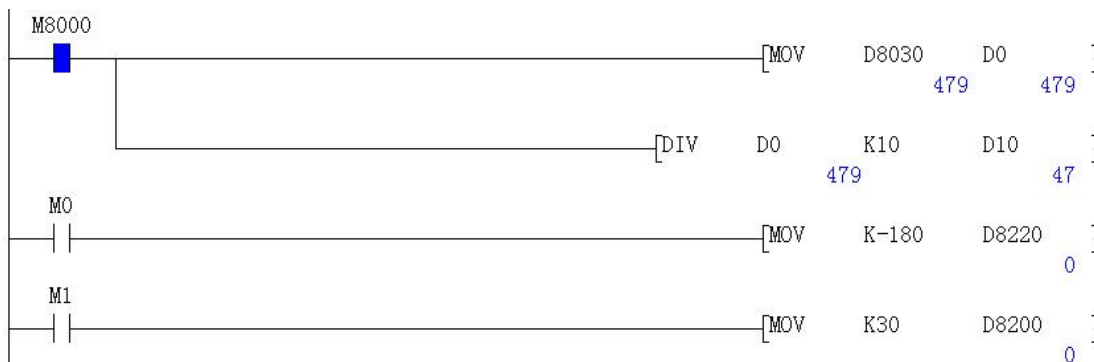 M8000
[MOV D8030 D0 ]
479 479
[DIV D0 K10 D10 ]
479 47
M0
[MOV K-180 D8220 ]
0
M1
[MOV K30 D8200 ]
0